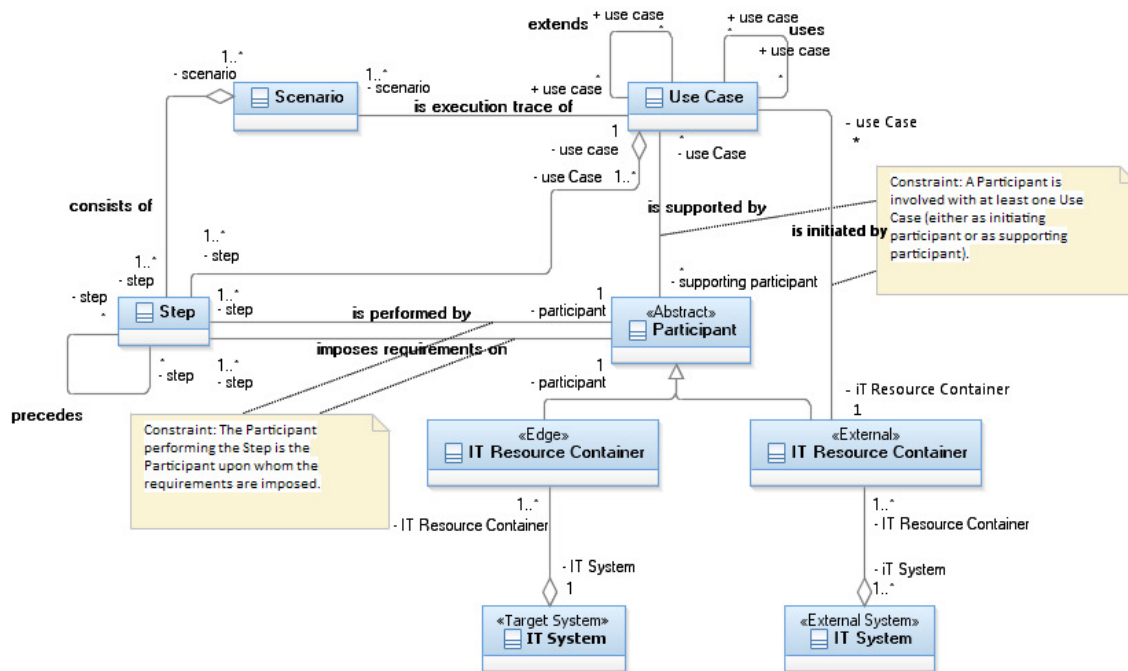 + use case
extends
*
+ use case
*
uses
+ use case
*
+ use case
*
1..*
- scenario
1..*
- scenario
Scenario
is execution trace of
Use Case
1
- use case
*
- use Case
- use Case
*
- use Case
1..*
consists of
is supported by
is initiated by
Constraint: A Participant is
involved with at least one Use
Case (either as initiating
participant or as supporting
participant).
1..*
- step
1..*
- step
*
- supporting participant
- step
*
Step
1..*
- step
is performed by
1
- participant
«Abstract»
Participant
imposes requirements on
*
- step
1..*
- step
1
- participant
precedes
Constraint: The Participant
performing the Step is the
Participant upon whom the
requirements are imposed.
- iT Resource Container
1
«Edge»
IT Resource Container
«External»
IT Resource Container
1..*
- IT Resource Container
1..*
- IT Resource Container
- IT System
1
- iT System
1..*
«Target System»
IT System
«External System»
IT System